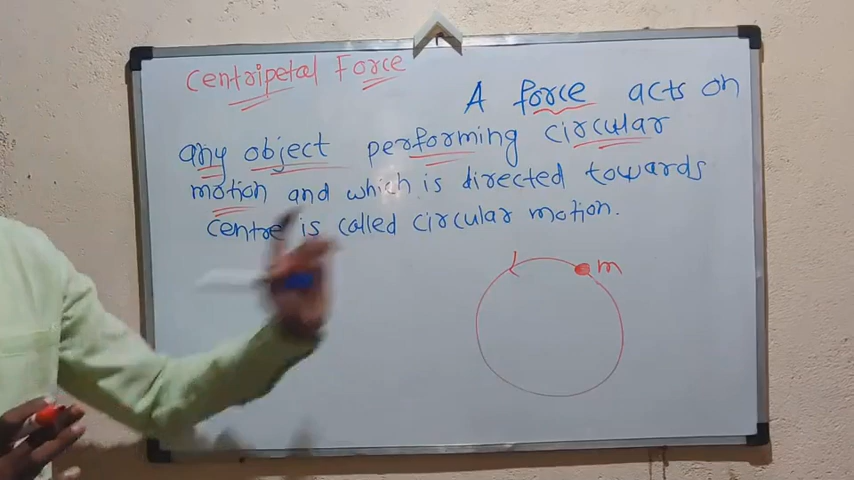 Centripetal Force
A force acts on
any object performing circular
motion and which is directed towards
centre is called circular motion.
m